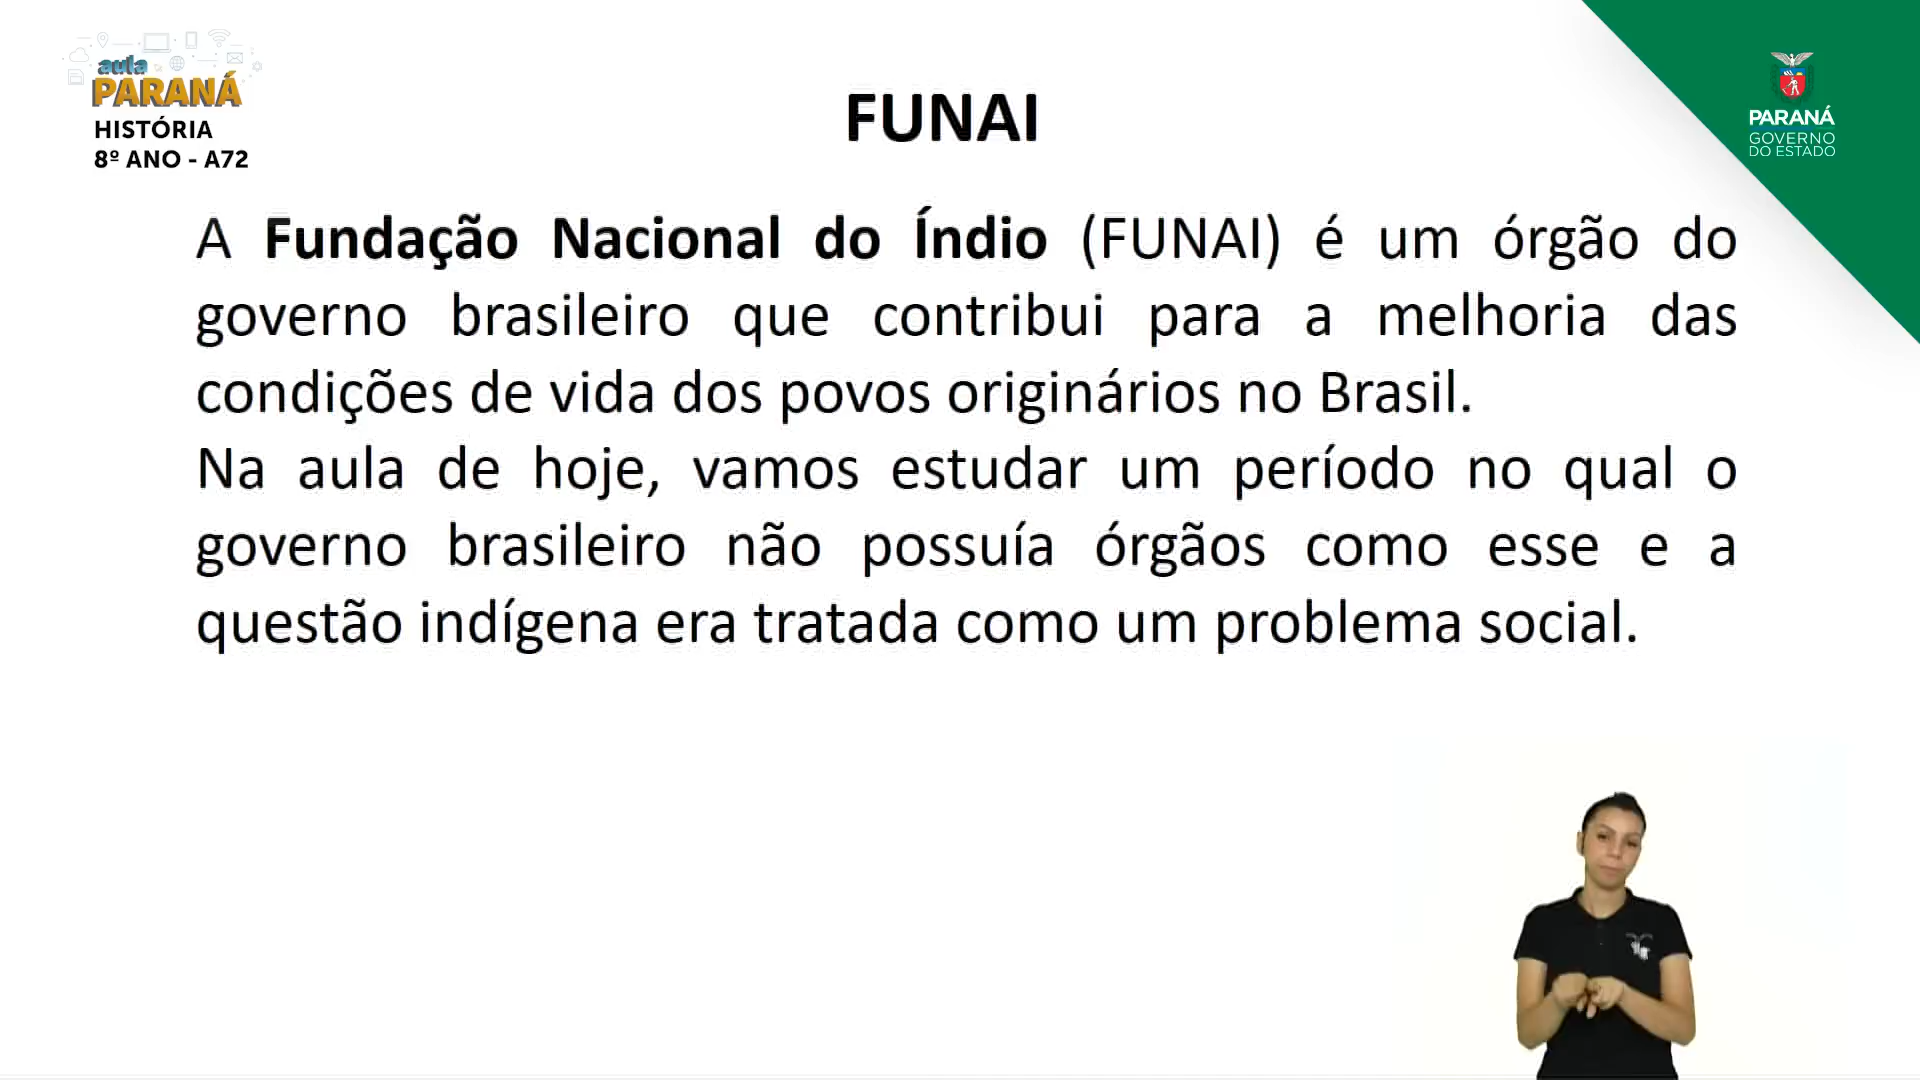 aula
PARANÁ
HISTÓRIA
8º ANO - A72
FUNAI
PARANÁ
GOVERNO
DO ESTADO
A Fundação Nacional do Índio (FUNAI) é um órgão do
governo brasileiro que contribui para a melhoria das
condições de vida dos povos originários no Brasil.
Na aula de hoje, vamos estudar um período no qual o
governo brasileiro não possuía órgãos como esse e a
questão indígena era tratada como um problema social.